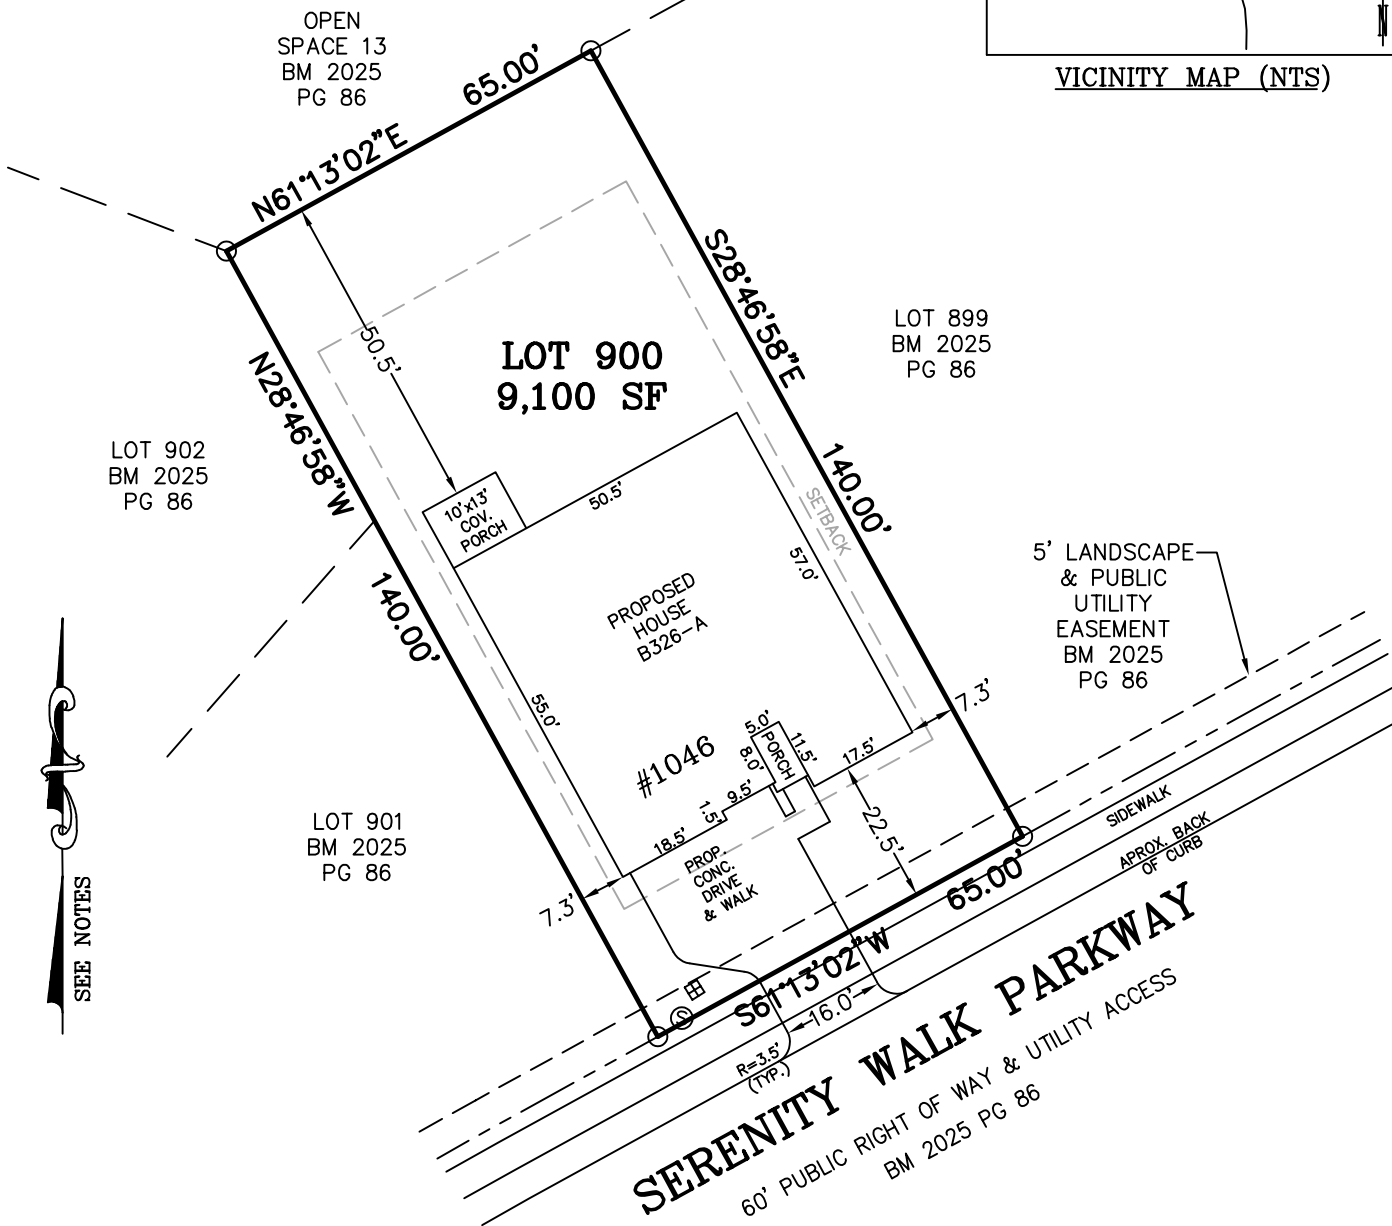 OPEN
SPACE 13
BM 2025
PG 86
N
VICINITY MAP (NTS)
N61°13'02"E
65.00'
50.5'
LOT 900
9,100 SF
S28°46'58"E
140.00'
LOT 899
BM 2025
PG 86
N28°46'58"W
140.00'
LOT 902
BM 2025
PG 86
10'x13'
COV.
PORCH
50.5'
57.0'
SETBACK
PROPOSED
HOUSE
B326-A
55.0'
#1046
5.0'
PORCH
8.0'
11.5'
17.5'
9.5'
1.5'
18.5'
7.3'
22.5'
5' LANDSCAPE
& PUBLIC
UTILITY
EASEMENT
BM 2025
PG 86
LOT 901
BM 2025
PG 86
SEE NOTES
7.3'
PROP.
CONC.
DRIVE
& WALK
SIDEWALK
APROX. BACK
OF CURB
65.00'
S61°13'02"W
S
16.0'
R=3.5'
(TYP.)
SERENITY WALK PARKWAY
60' PUBLIC RIGHT OF WAY & UTILITY ACCESS
BM 2025 PG 86